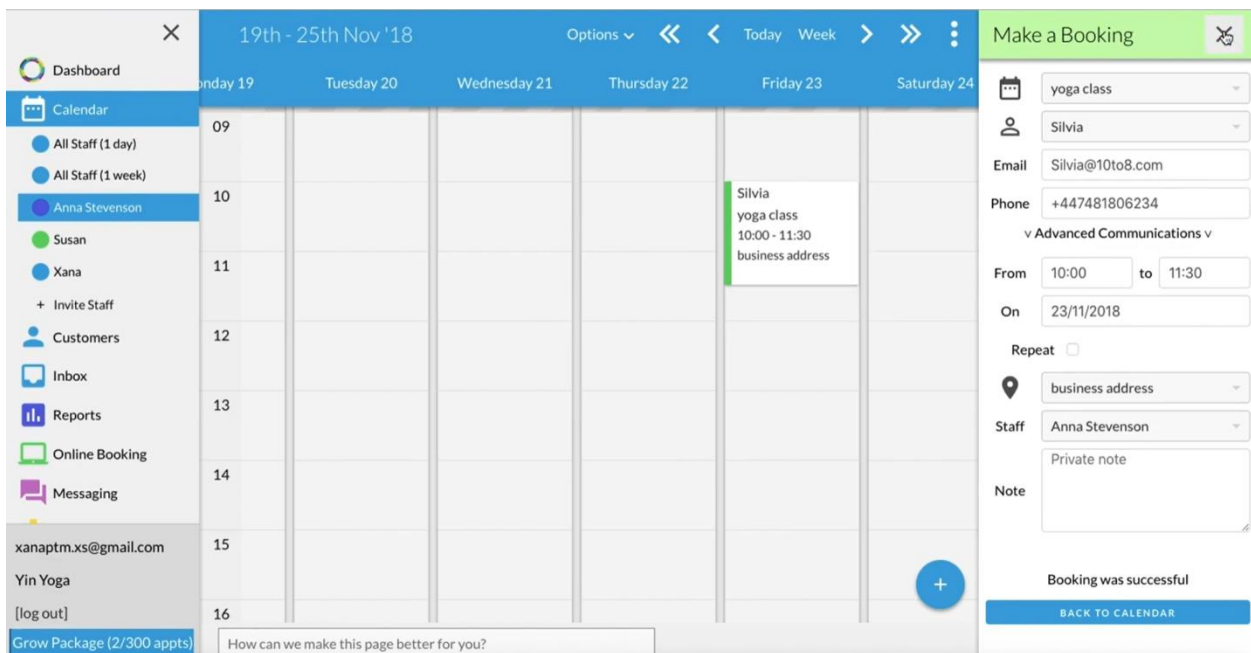 Dashboard
Calendar
All Staff (1 day)
All Staff (1 week)
Anna Stevenson
Susan
Xana
+ Invite Staff
Customers
Inbox
Reports
Online Booking
Messaging
xanaptm.xs@gmail.com
Yin Yoga
[log out]
Grow Package (2/300 appts)
19th - 25th Nov '18
Options
Today Week
onday 19 Tuesday 20 Wednesday 21 Thursday 22 Friday 23 Saturday 24
09
10
11
12
13
14
15
16
Silvia
yoga class
10:00 - 11:30
business address
+
How can we make this page better for you?
Make a Booking
yoga class
Silvia
Email Silvia@10to8.com
Phone +447481806234
v Advanced Communications v
From 10:00 to 11:30
On 23/11/2018
Repeat
business address
Staff Anna Stevenson
Note Private note
Booking was successful
BACK TO CALENDAR